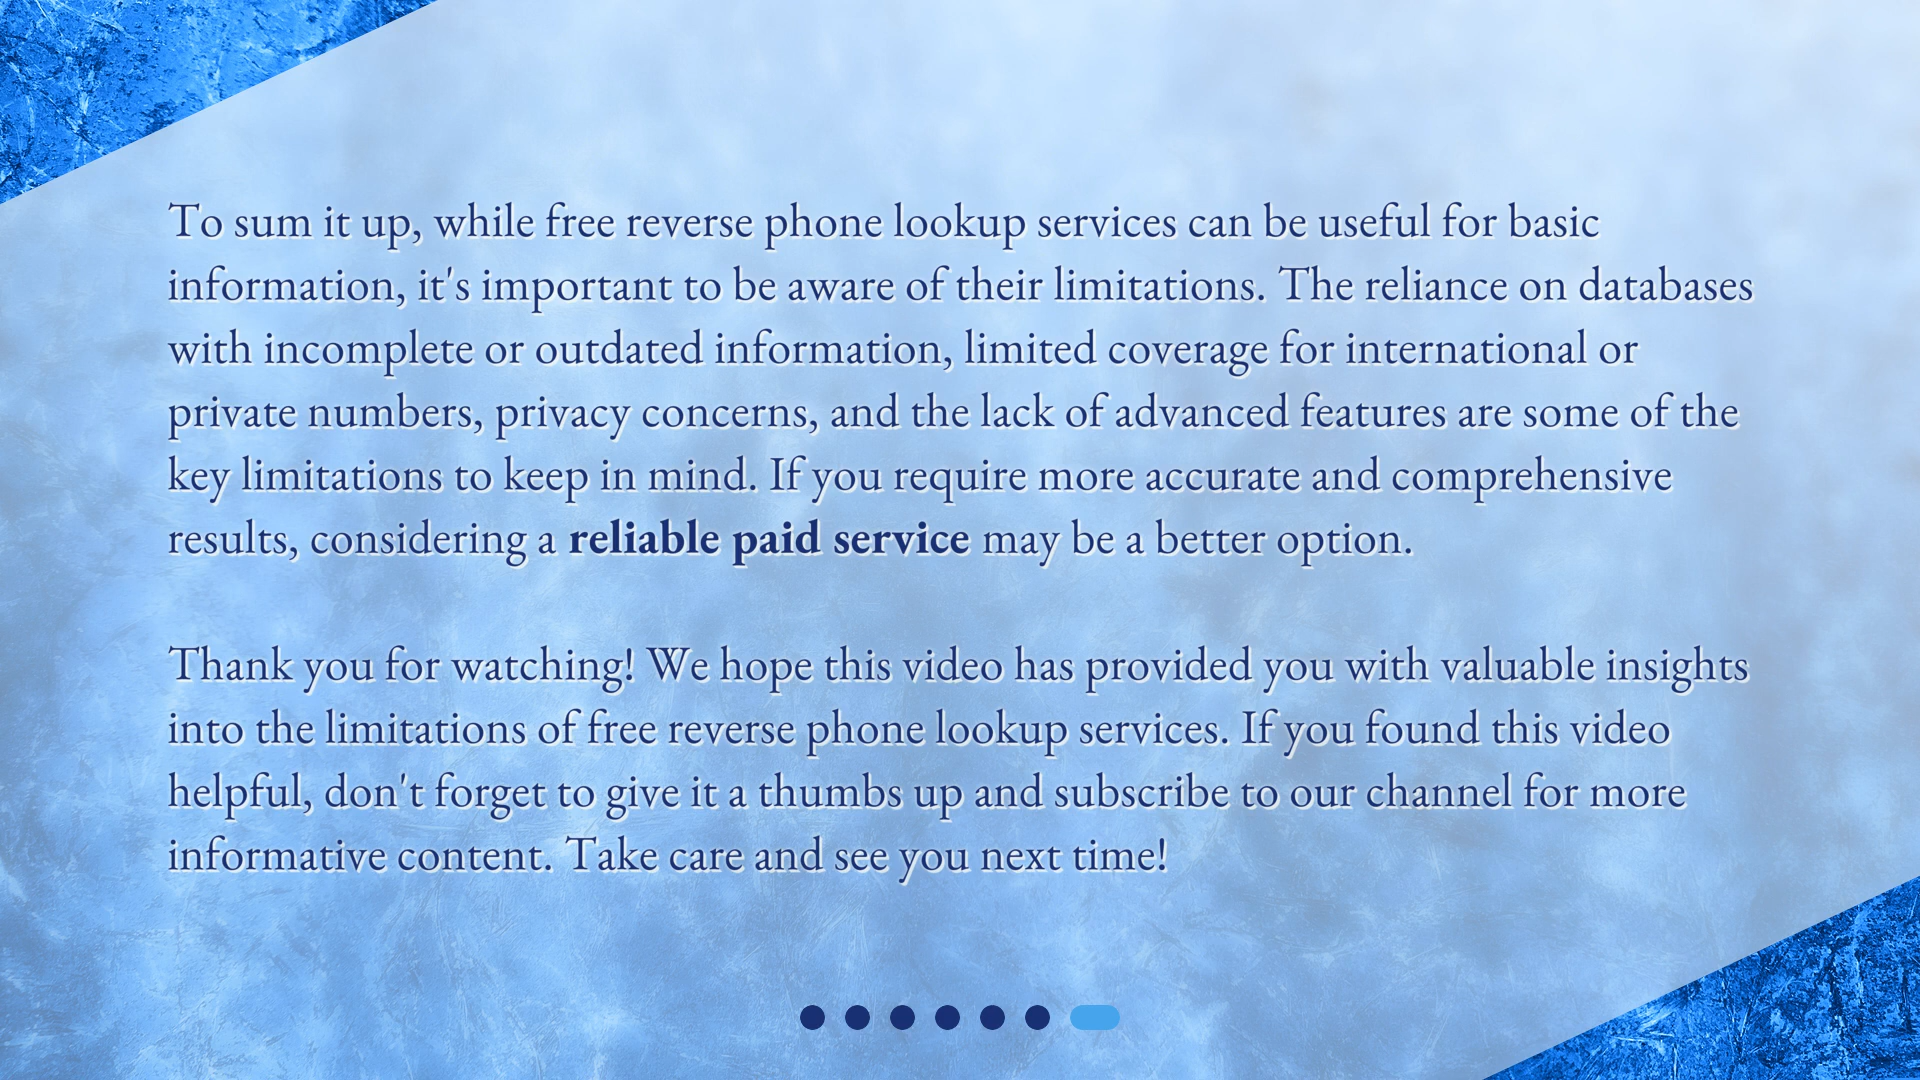 To sum it up, while free reverse phone lookup services can be useful for basic
information, it's important to be aware of their limitations. The reliance on databases
with incomplete or outdated information, limited coverage for international or
private numbers, privacy concerns, and the lack of advanced features are some of the
key limitations to keep in mind. If you require more accurate and comprehensive
results, considering a reliable paid service may be a better option.
Thank you for watching! We hope this video has provided you with valuable insights
into the limitations of free reverse phone lookup services. If you found this video
helpful, don't forget to give it a thumbs up and subscribe to our channel for more
informative content. Take care and see you next time!